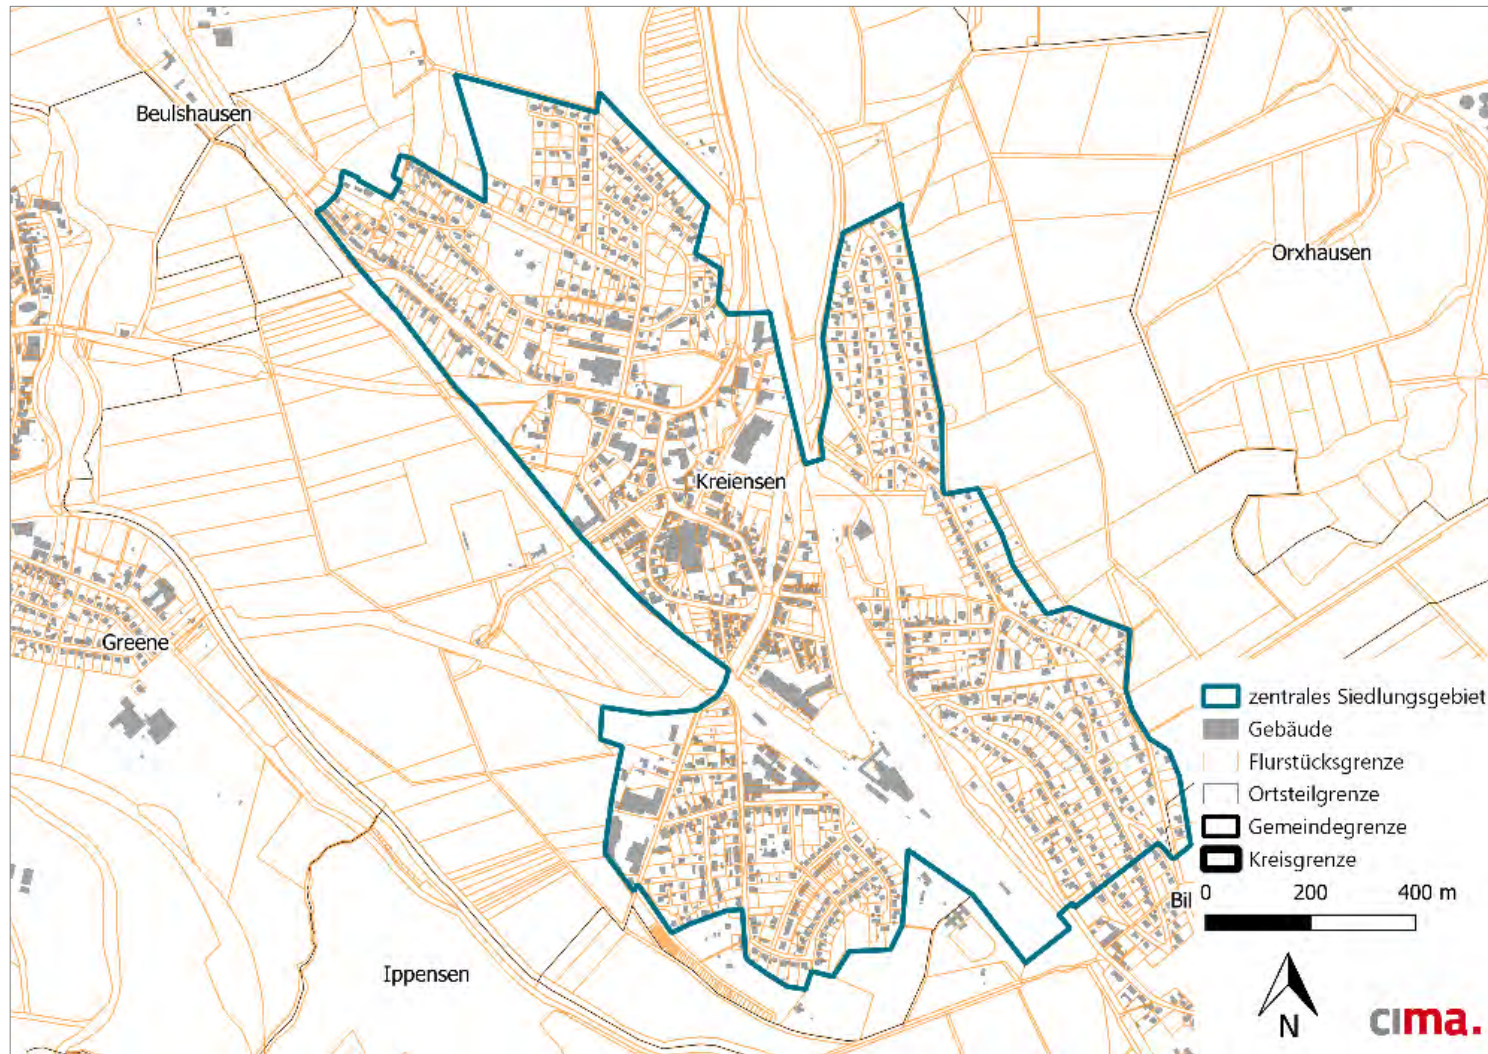 Beulshausen
Orxhausen
Kreiensen
Greene
Ippensen
Bil
zentrales Siedlungsgebiet
Gebäude
Flurstücksgrenze
Ortsteilgrenze
Gemeindegrenze
Kreisgrenze
0 200 400 m
N
cima.